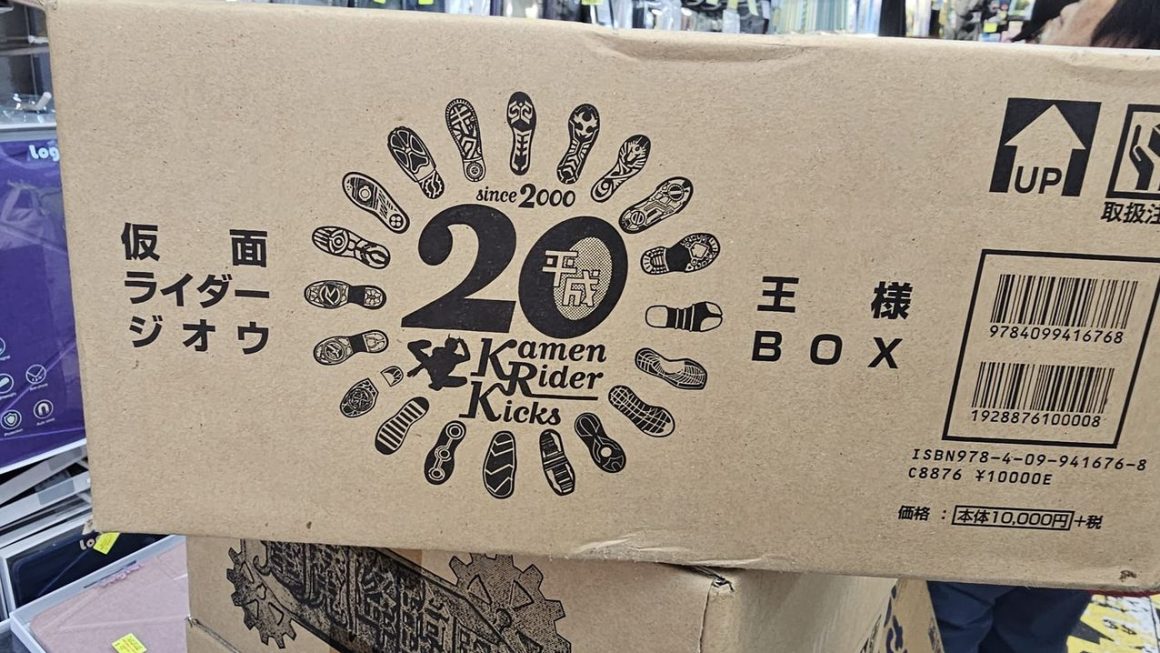 since 2000
20
平成
Kamen
Rider
Kicks
仮面
ライダー
ジオウ
王様
BOX
UP
取扱注
9784099416768
1928876100008
ISBN978-4-09-941676-8
C8876 ¥10000E
価格：本体10,000円+税